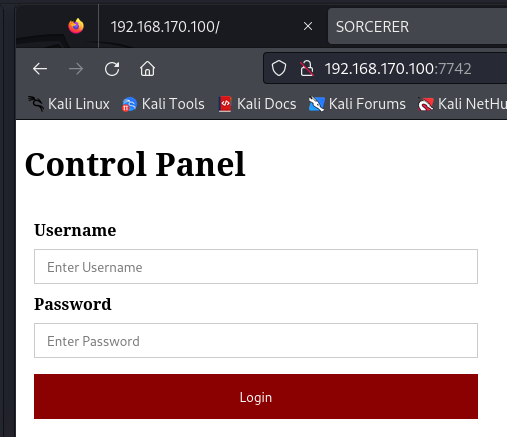 192.168.170.100/
SORCERER
192.168.170.100:7742
Kali Linux
Kali Tools
Kali Docs
Kali Forums
Kali NetHu
Control Panel
Username
Enter Username
Password
Enter Password
Login